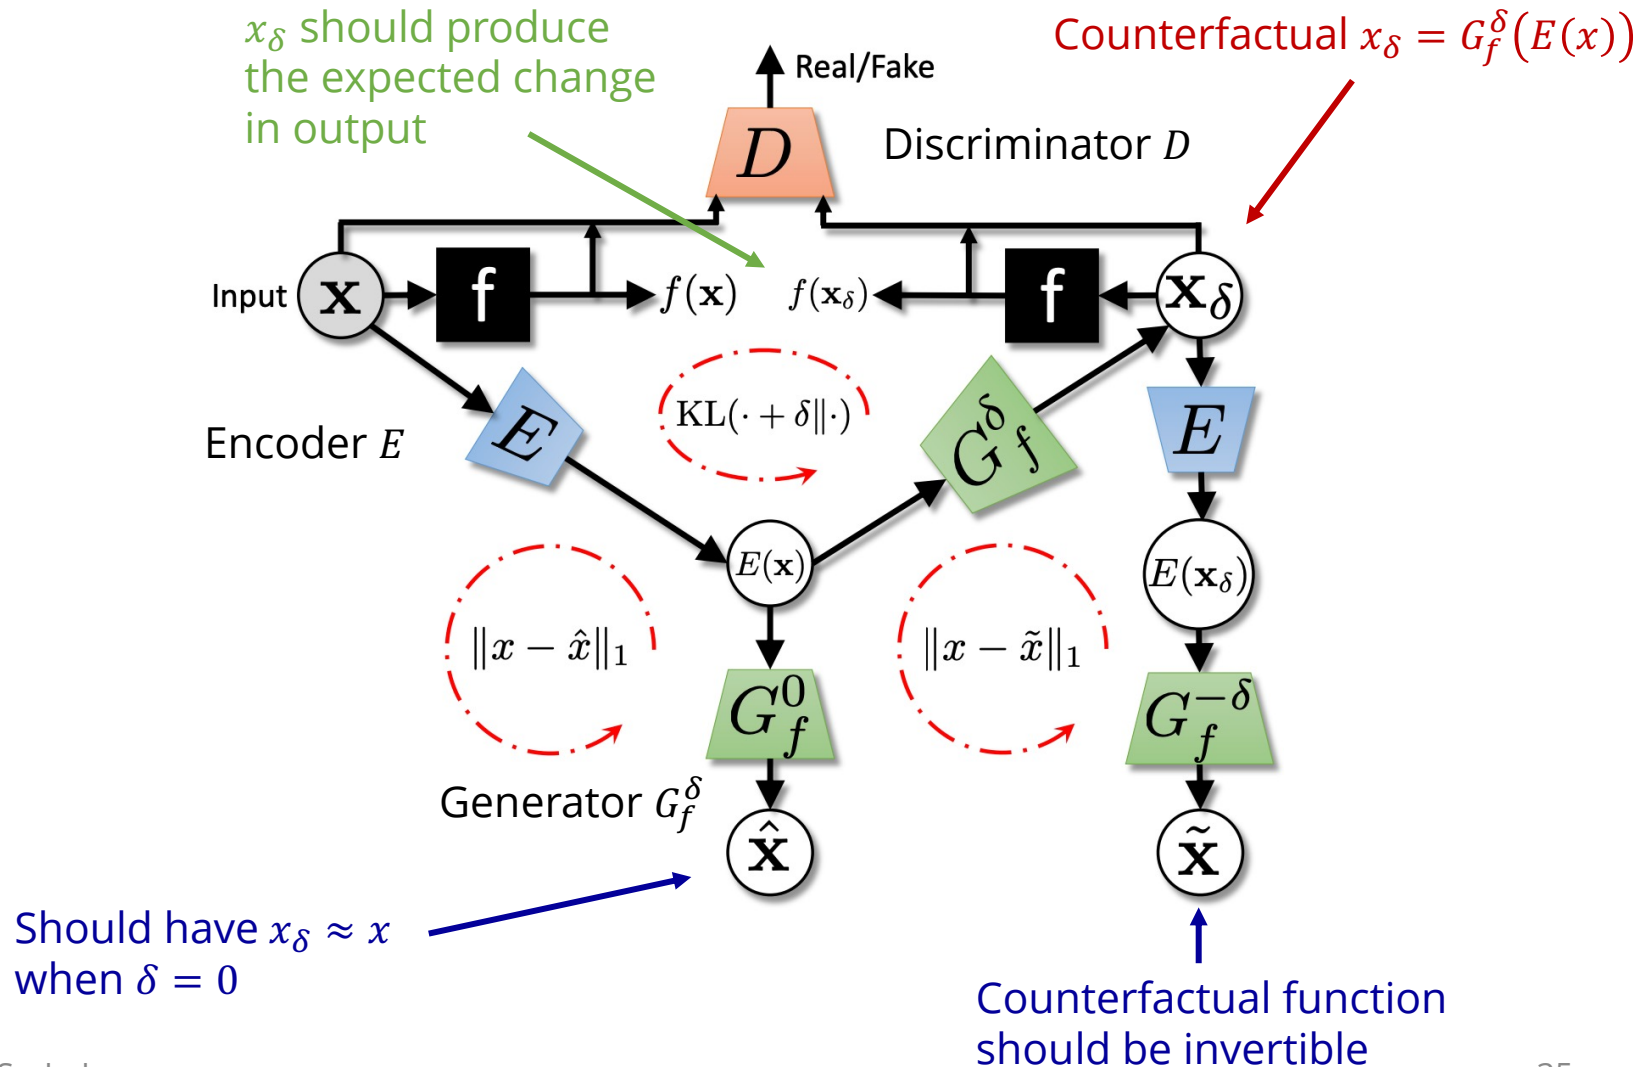 x_δ should produce
the expected change
in output
Counterfactual x_δ = G_f^δ(E(x))
Real/Fake
D
Discriminator D
Input
x
f
f(x)
f(x_δ)
f
x_δ
Encoder E
E
KL(· + δ‖·)
G_f^δ
E
E(x)
E(x_δ)
‖x − x̂‖₁
‖x − x̃‖₁
G_f^0
G_f^{−δ}
Generator G_f^δ
x̂
x̃
Should have x_δ ≈ x
when δ = 0
Counterfactual function
should be invertible